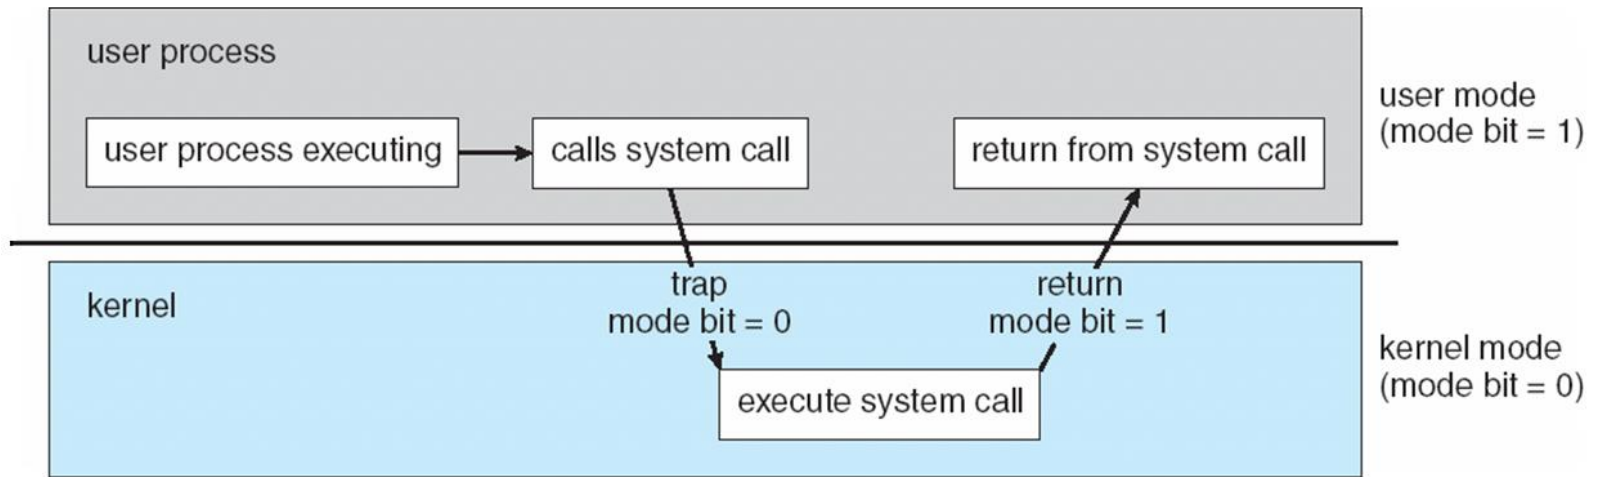 user process
user process executing
calls system call
return from system call
user mode
(mode bit = 1)
kernel
trap
mode bit = 0
return
mode bit = 1
execute system call
kernel mode
(mode bit = 0)